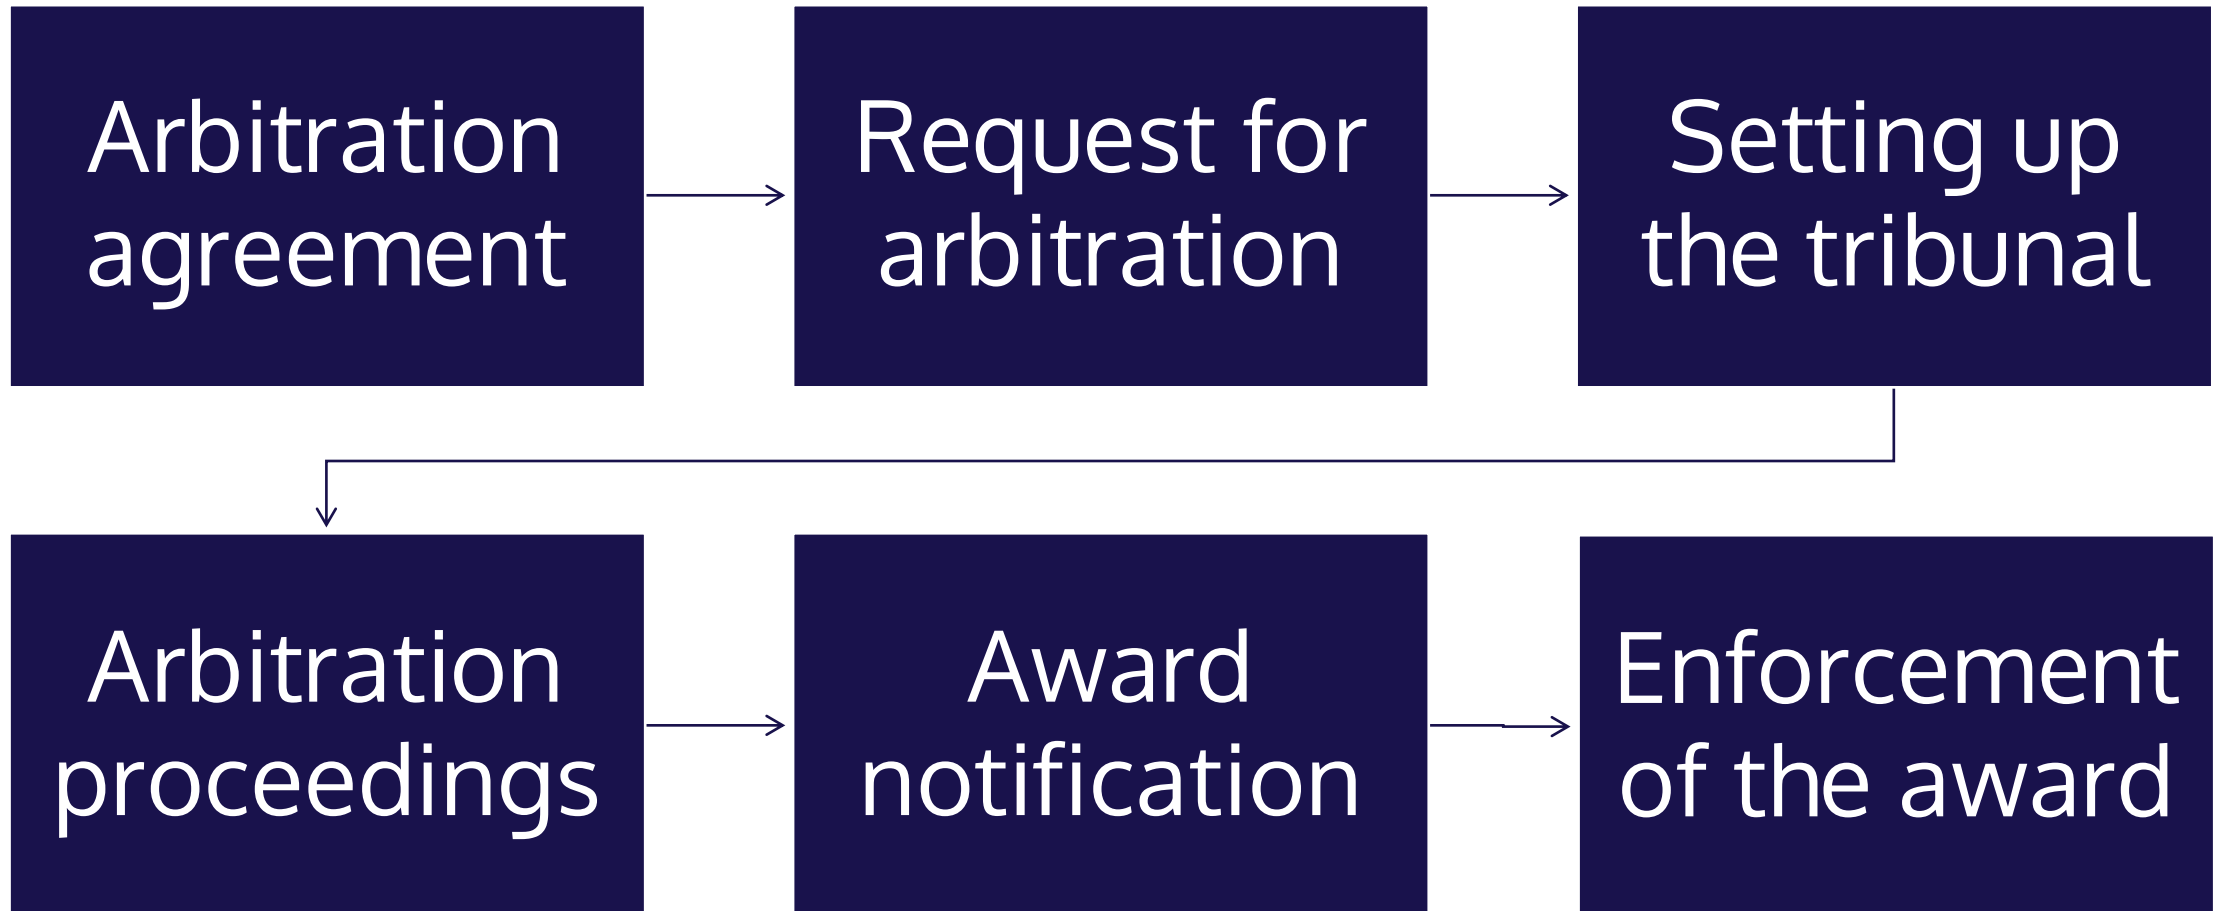 Arbitration
agreement
Request for
arbitration
Setting up
the tribunal
Arbitration
proceedings
Award
notification
Enforcement
of the award